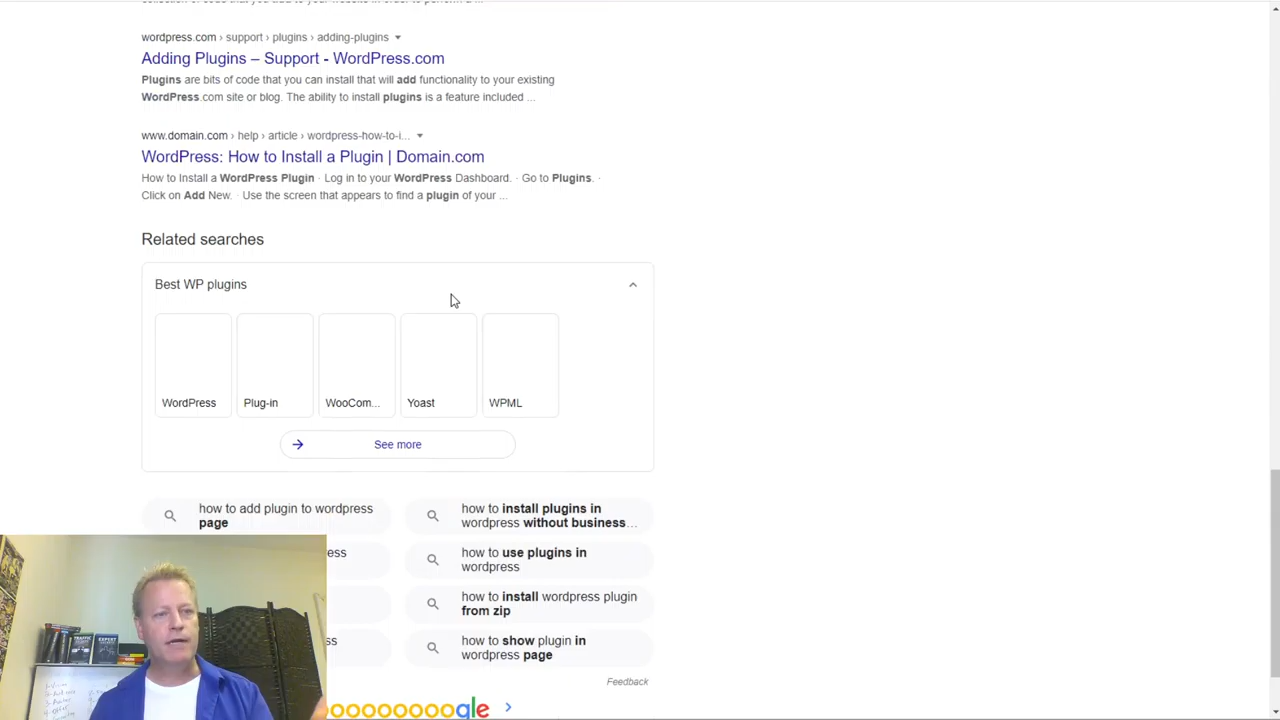 wordpress.com › support › plugins › adding-plugins
Adding Plugins – Support - WordPress.com
Plugins are bits of code that you can install that will add functionality to your existing
WordPress.com site or blog. The ability to install plugins is a feature included ...
www.domain.com › help › article › wordpress-how-to-i...
WordPress: How to Install a Plugin | Domain.com
How to Install a WordPress Plugin · Log in to your WordPress Dashboard. · Go to Plugins. ·
Click on Add New. · Use the screen that appears to find a plugin of your ...
Related searches
Best WP plugins
WordPress
Plug-in
WooCom...
Yoast
WPML
See more
how to add plugin to wordpress
page
how to install plugins in
wordpress without business...
how to use plugins in
wordpress
how to install wordpress plugin
from zip
how to show plugin in
wordpress page
Feedback
ooooooooogle
TRAFFIC
EXPERT